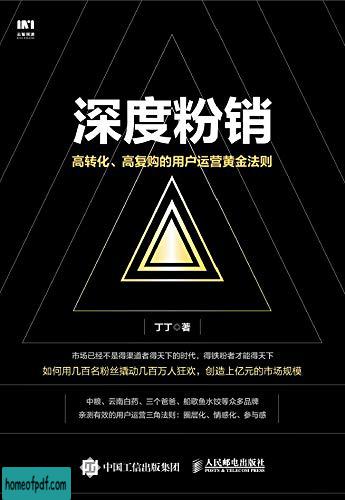 深度粉销
高转化、高复购的用户运营黄金法则
丁丁◎著
市场已经不是得渠道者得天下的时代，得铁粉者才能得天下
如何用几百名粉丝撬动几百万人狂欢，创造上亿元的市场规模
中粮、云南白药、三个爸爸、船歌鱼水饺等众多品牌
亲测有效的用户运营三角法则：圈层化、情感化、参与感
中国工信出版集团 人民邮电出版社
homeofpdf.com